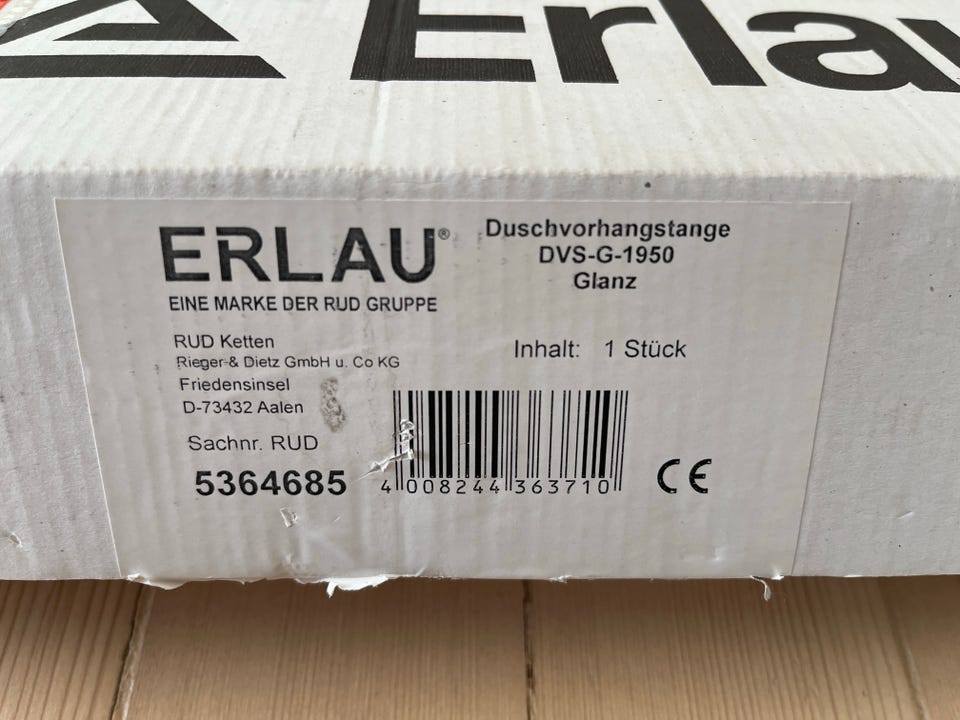 Erlau
ERLAU®
EINE MARKE DER RUD GRUPPE
RUD Ketten
Rieger & Dietz GmbH u. Co KG
Friedensinsel
D-73432 Aalen
Sachnr. RUD
5364685
Duschvorhangstange
DVS-G-1950
Glanz
Inhalt: 1 Stück
4 008244 363710
CE